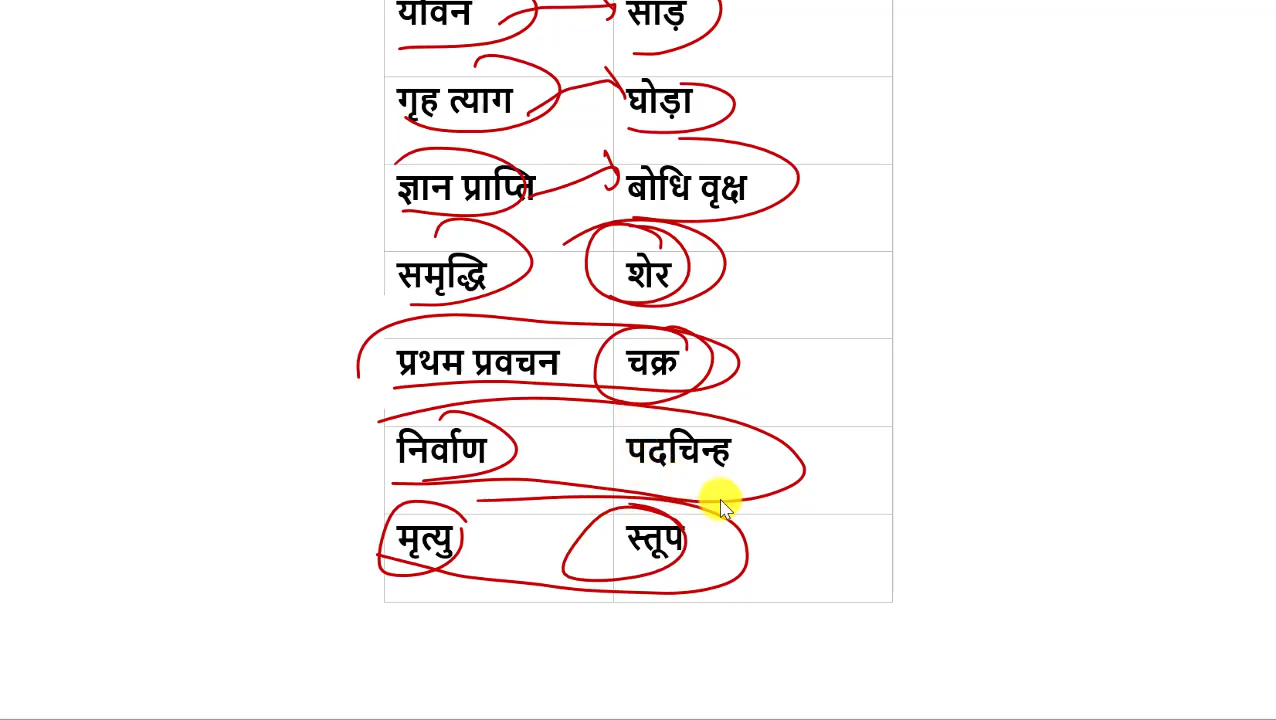 यौवन सांड़
गृह त्याग घोड़ा
ज्ञान प्राप्ति बोधि वृक्ष
समृद्धि शेर
प्रथम प्रवचन चक्र
निर्वाण पदचिन्ह
मृत्यु स्तूप